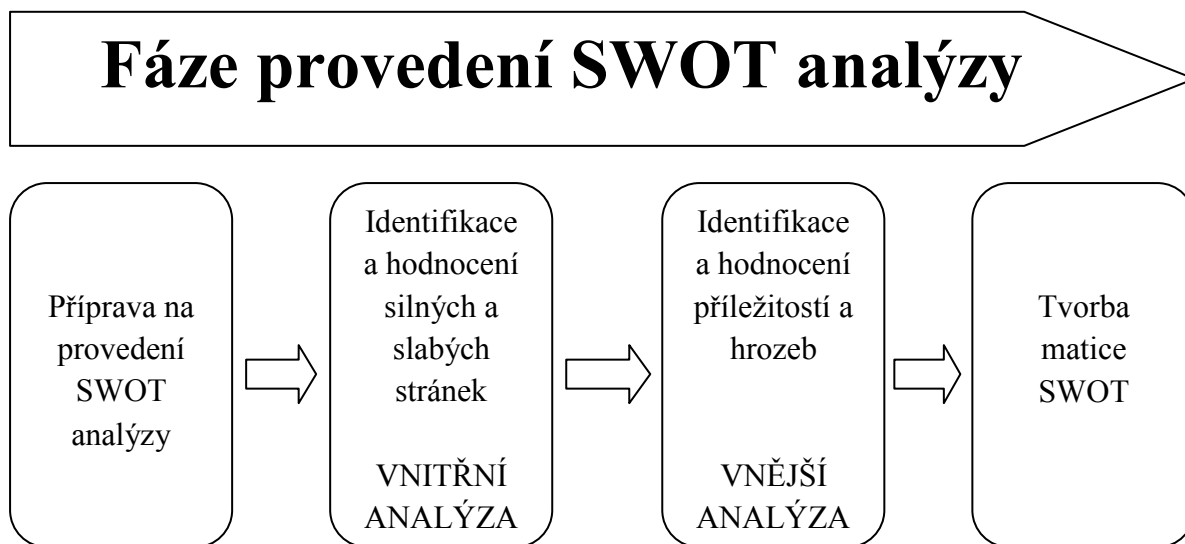 Fáze provedení SWOT analýzy
Příprava na
provedení
SWOT
analýzy
Identifikace
a hodnocení
silných a
slabých
stránek
VNITŘNÍ
ANALÝZA
Identifikace
a hodnocení
příležitostí a
hrozeb
VNĚJŠÍ
ANALÝZA
Tvorba
matice
SWOT